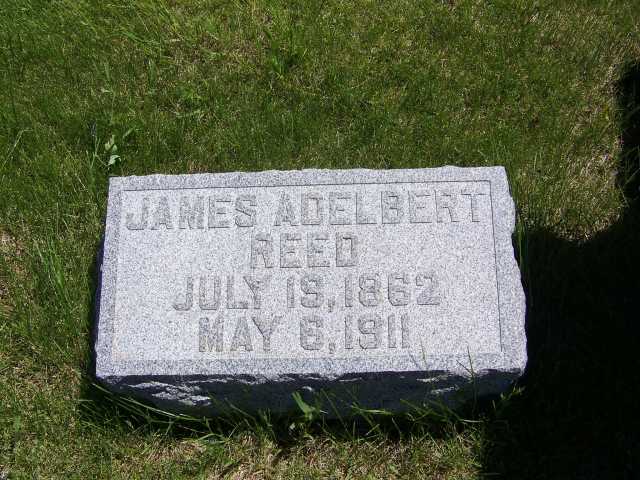 JAMES ADELBERT
REED
JULY 19, 1862
MAY 6, 1911